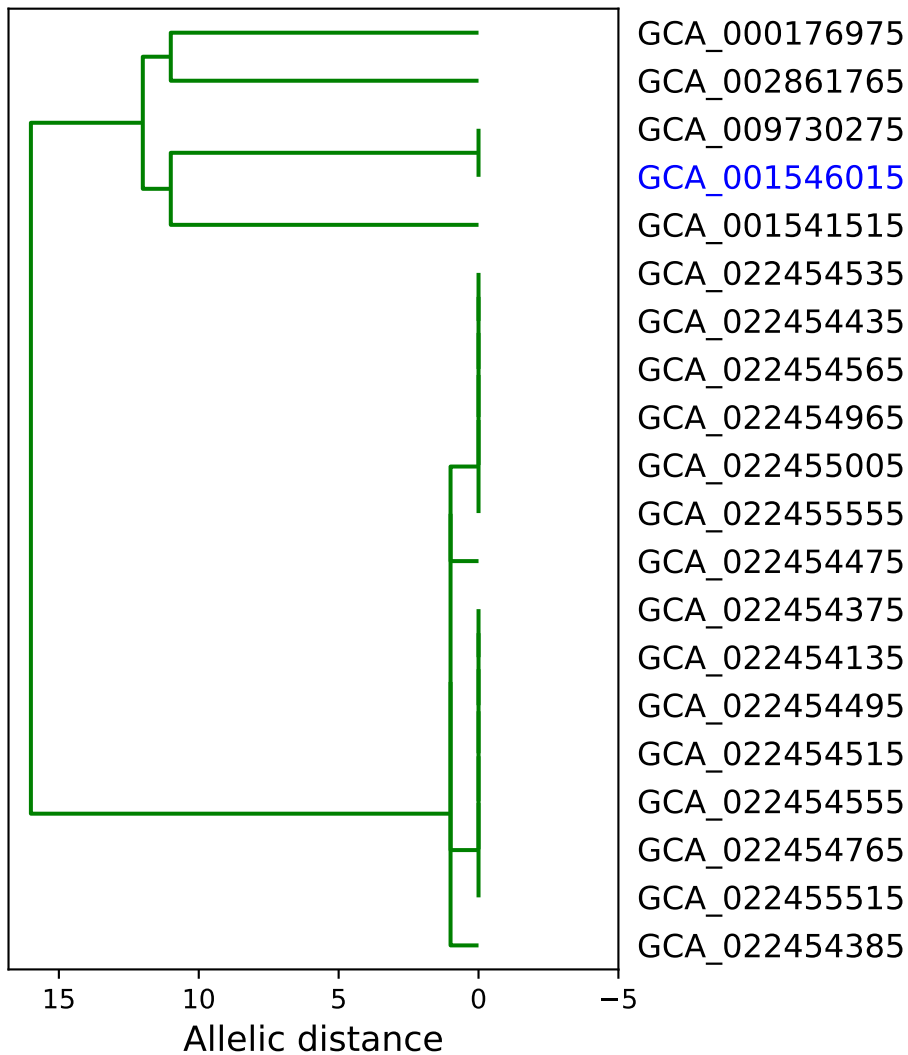 GCA_000176975
GCA_002861765
GCA_009730275
GCA_001546015
GCA_001541515
GCA_022454535
GCA_022454435
GCA_022454565
GCA_022454965
GCA_022455005
GCA_022455555
GCA_022454475
GCA_022454375
GCA_022454135
GCA_022454495
GCA_022454515
GCA_022454555
GCA_022454765
GCA_022455515
GCA_022454385
15 10 5 0 −5
Allelic distance